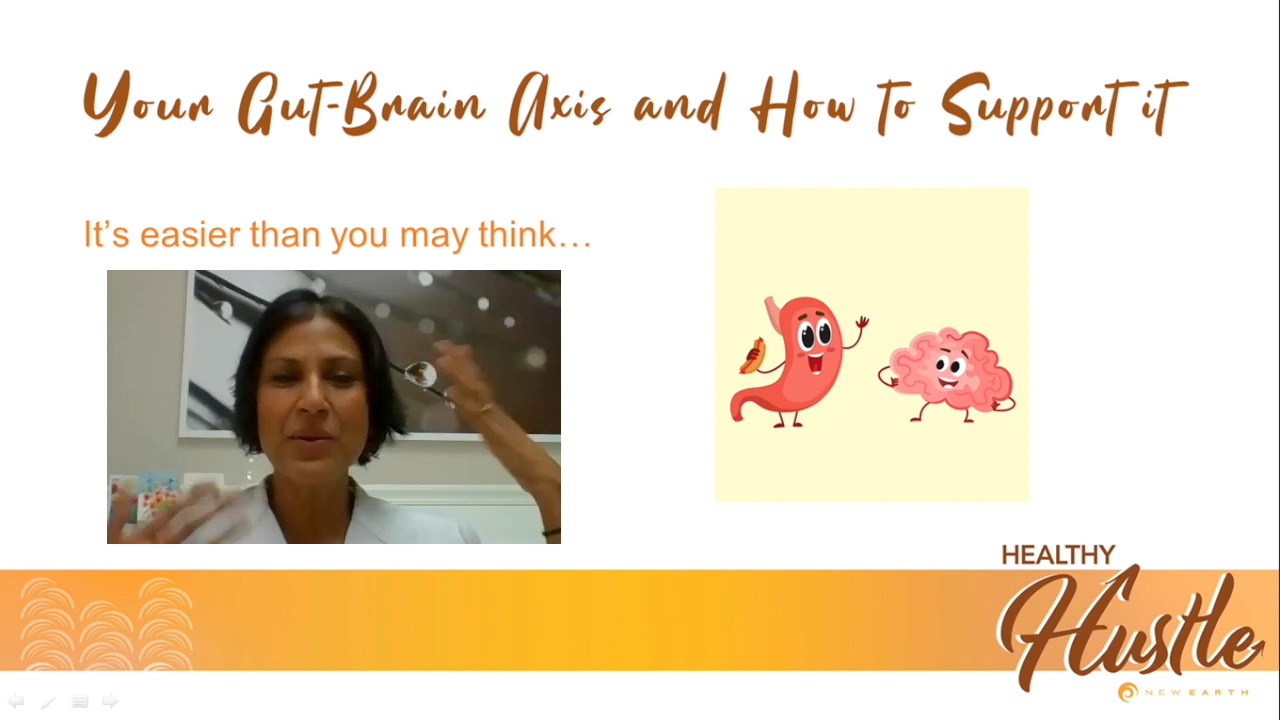 Your Gut-Brain Axis and How to Support it
It’s easier than you may think…
HEALTHY
Hustle
NEW EARTH